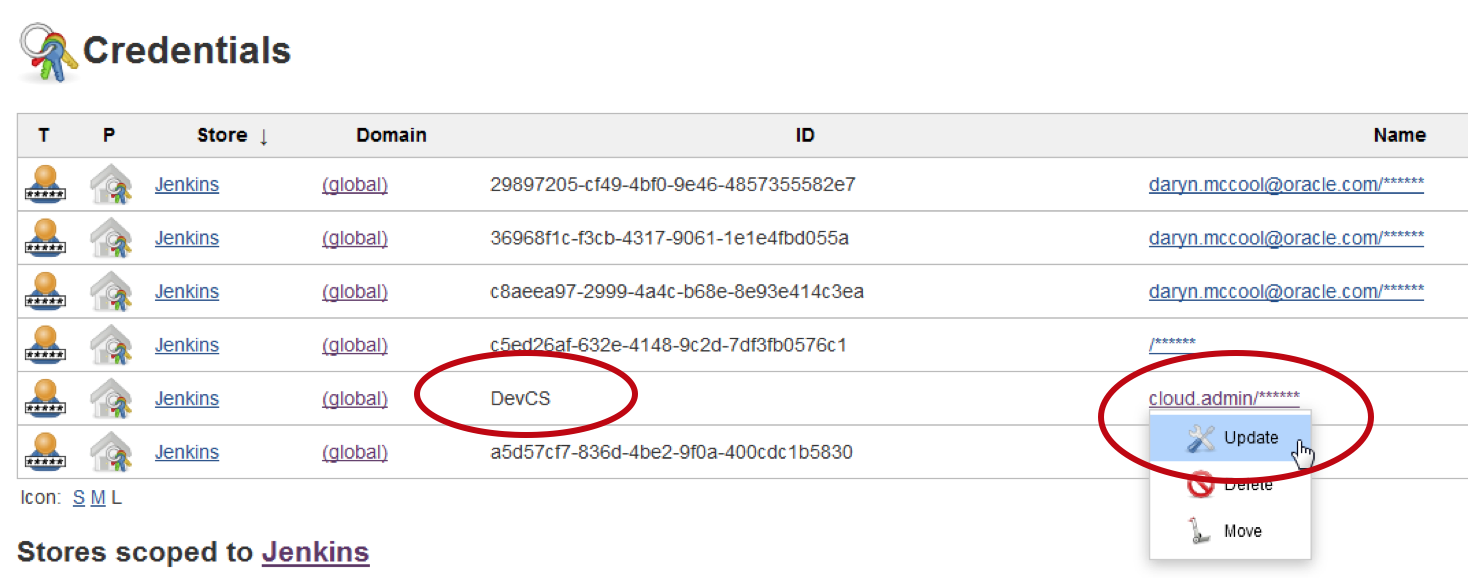 Credentials
T P Store ↓ Domain ID Name
***** Jenkins (global) 29897205-cf49-4bf0-9e46-4857355582e7 daryn.mccool@oracle.com/******
***** Jenkins (global) 36968f1c-f3cb-4317-9061-1e1e4fbd055a daryn.mccool@oracle.com/******
***** Jenkins (global) c8aeea97-2999-4a4c-b68e-8e93e414c3ea daryn.mccool@oracle.com/******
***** Jenkins (global) c5ed26af-632e-4148-9c2d-7df3fb0576c1 /******
***** Jenkins (global) DevCS cloud.admin/******
Update
***** Jenkins (global) a5d57cf7-836d-4be2-9f0a-400cdc1b5830
Delete
Icon: S M L
Move
Stores scoped to Jenkins